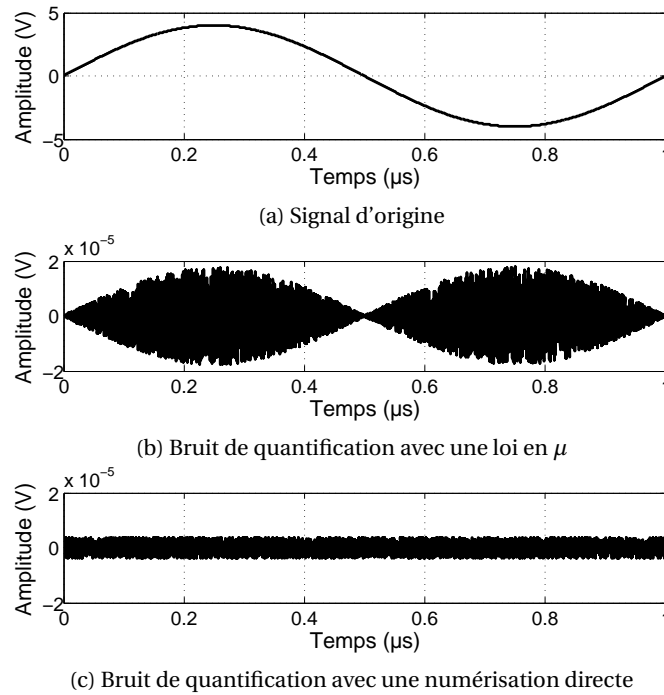 5
0
−5
Amplitude (V)
0 0.2 0.4 0.6 0.8 1
Temps (μs)
(a) Signal d'origine
x 10⁻⁵
2
0
−2
Amplitude (V)
0 0.2 0.4 0.6 0.8 1
Temps (μs)
(b) Bruit de quantification avec une loi en μ
x 10⁻⁵
2
0
−2
Amplitude (V)
0 0.2 0.4 0.6 0.8 1
Temps (μs)
(c) Bruit de quantification avec une numérisation directe